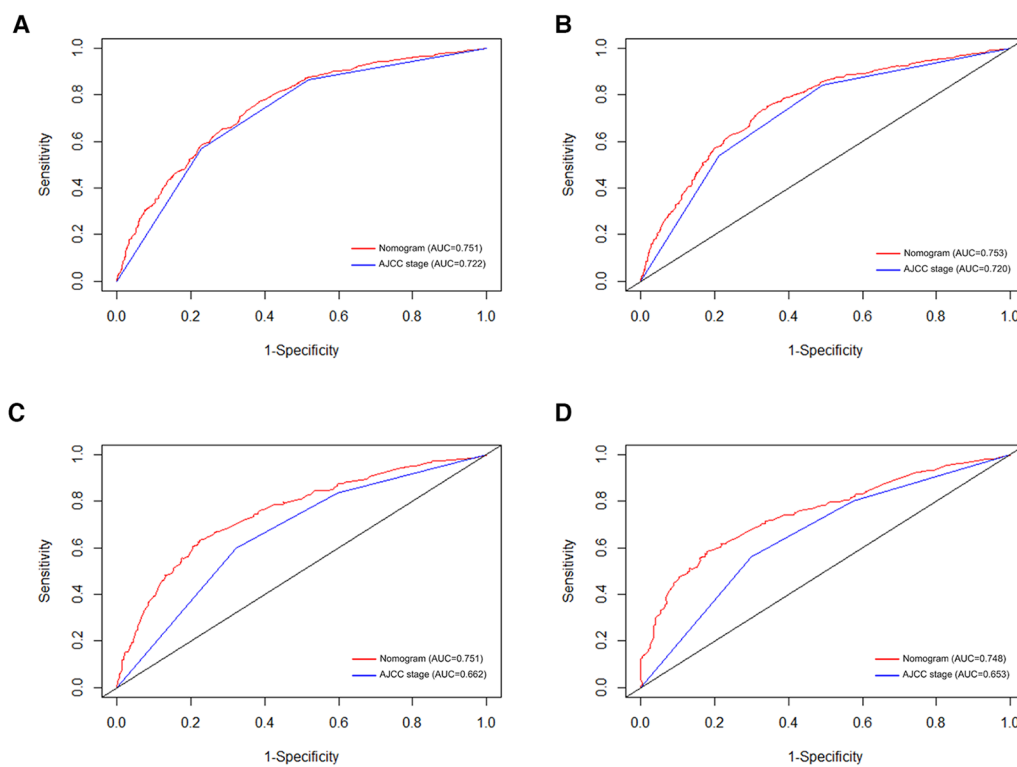 A
1.0
0.8
0.6
0.4
0.2
0.0
Sensitivity
Nomogram (AUC=0.751)
AJCC stage (AUC=0.722)
0.0 0.2 0.4 0.6 0.8 1.0
1-Specificity
B
1.0
0.8
0.6
0.4
0.2
0.0
Sensitivity
Nomogram (AUC=0.753)
AJCC stage (AUC=0.720)
0.0 0.2 0.4 0.6 0.8 1.0
1-Specificity
C
1.0
0.8
0.6
0.4
0.2
0.0
Sensitivity
Nomogram (AUC=0.751)
AJCC stage (AUC=0.662)
0.0 0.2 0.4 0.6 0.8 1.0
1-Specificity
D
1.0
0.8
0.6
0.4
0.2
0.0
Sensitivity
Nomogram (AUC=0.748)
AJCC stage (AUC=0.653)
0.0 0.2 0.4 0.6 0.8 1.0
1-Specificity